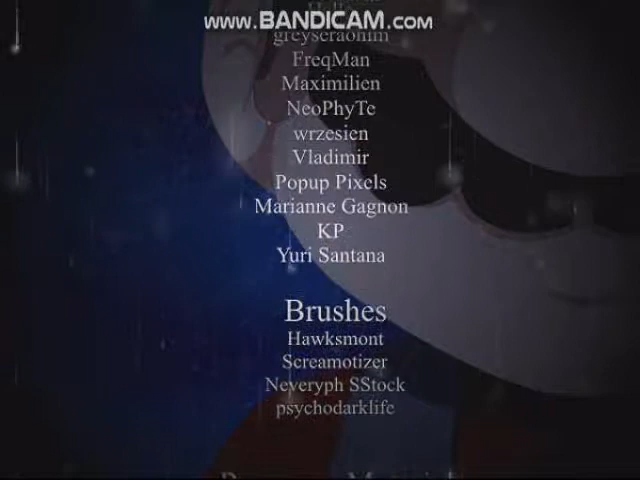 www.BANDICAM.com
greyseraphim
FreqMan
Maximilien
NeoPhyTe
wrzesien
Vladimir
Popup Pixels
Marianne Gagnon
KP
Yuri Santana
Brushes
Hawksmont
Screamotizer
Neveryph SStock
psychodarklife